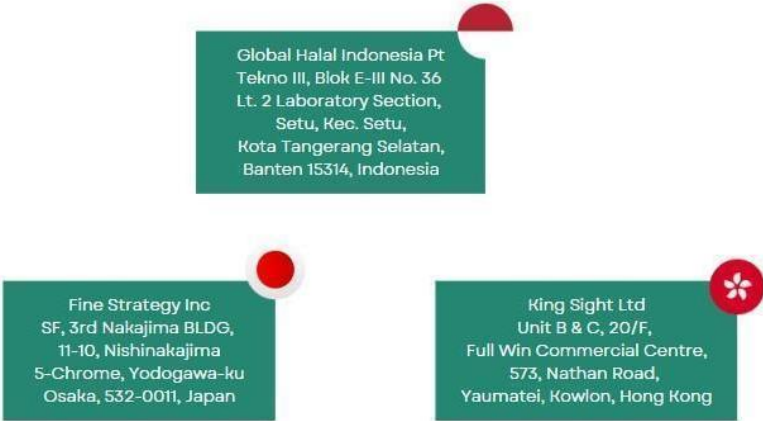 Global Halal Indonesia Pt
Tekno III, Blok E-III No. 36
Lt. 2 Laboratory Section,
Setu, Kec. Setu,
Kota Tangerang Selatan,
Banten 15314, Indonesia
Fine Strategy Inc
SF, 3rd Nakajima BLDG,
11-10, Nishinakajima
5-Chrome, Yodogawa-ku
Osaka, 532-0011, Japan
King Sight Ltd
Unit B & C, 20/F,
Full Win Commercial Centre,
573, Nathan Road,
Yaumatei, Kowlon, Hong Kong